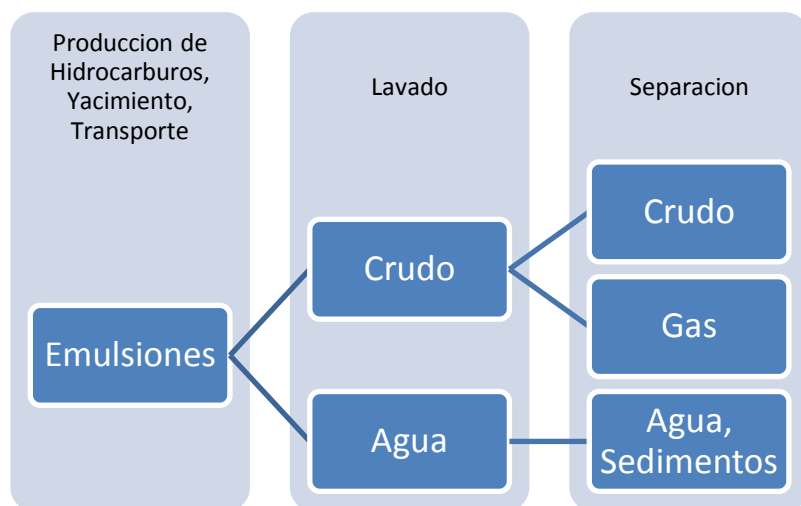 Produccion de
Hidrocarburos,
Yacimiento,
Transporte
Emulsiones
Lavado
Crudo
Agua
Separacion
Crudo
Gas
Agua,
Sedimentos